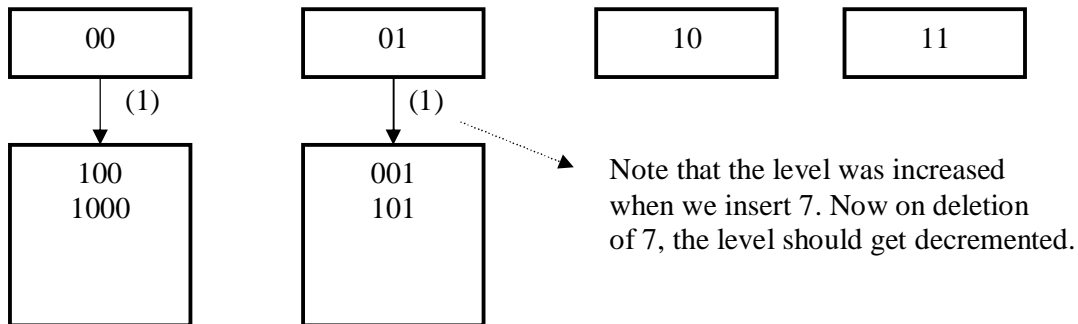 00 01 10 11
(1) (1)
100 001 Note that the level was increased
1000 101 when we insert 7. Now on deletion
of 7, the level should get decremented.